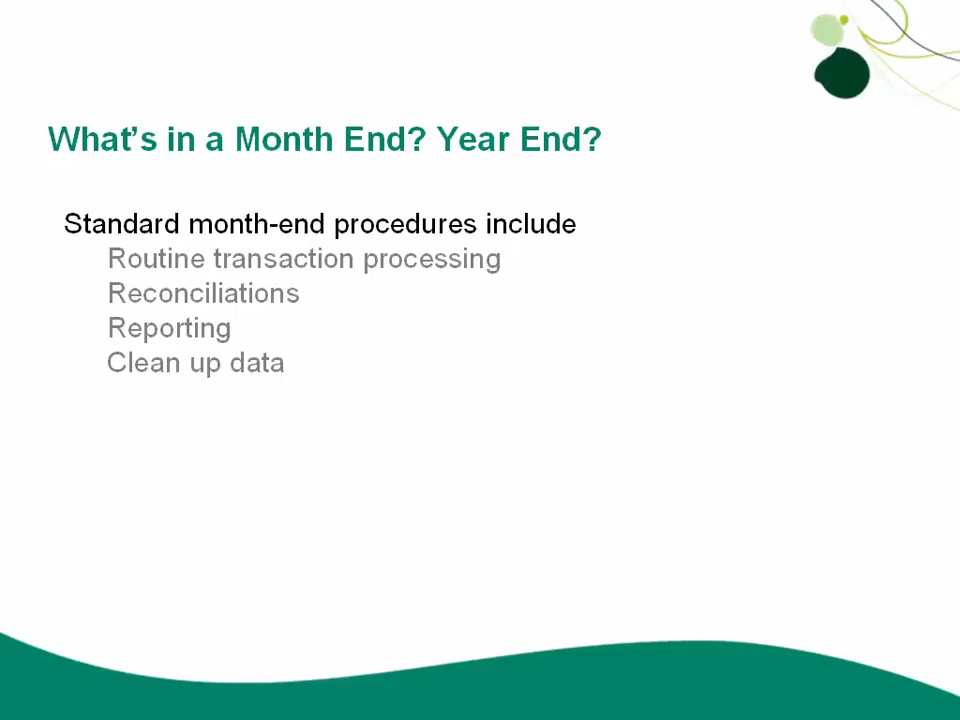 What’s in a Month End? Year End?
Standard month-end procedures include
Routine transaction processing
Reconciliations
Reporting
Clean up data